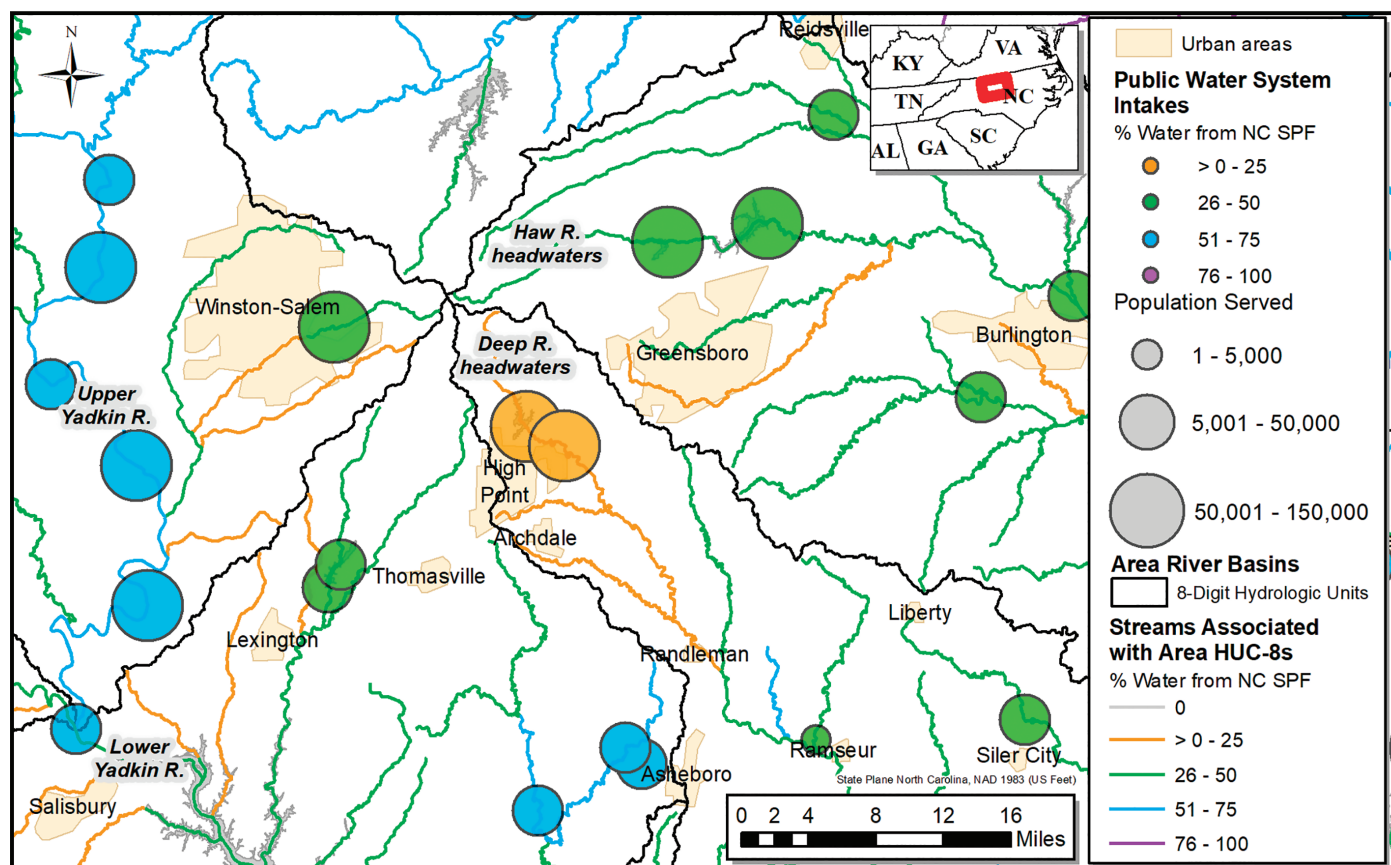 N
Reidsville
KY
VA
TN
NC
AL
GA
SC
Haw R.
headwaters
Winston-Salem
Deep R.
headwaters
Greensboro
Burlington
Upper
Yadkin R.
High
Point
Archdale
Thomasville
Liberty
Lexington
Randleman
Lower
Yadkin R.
Ramseur
Siler City
Asheboro
Salisbury
State Plane North Carolina, NAD 1983 (US Feet)
0 2 4 8 12 16
Miles
Urban areas
Public Water System
Intakes
% Water from NC SPF
> 0 - 25
26 - 50
51 - 75
76 - 100
Population Served
1 - 5,000
5,001 - 50,000
50,001 - 150,000
Area River Basins
8-Digit Hydrologic Units
Streams Associated
with Area HUC-8s
% Water from NC SPF
0
> 0 - 25
26 - 50
51 - 75
76 - 100